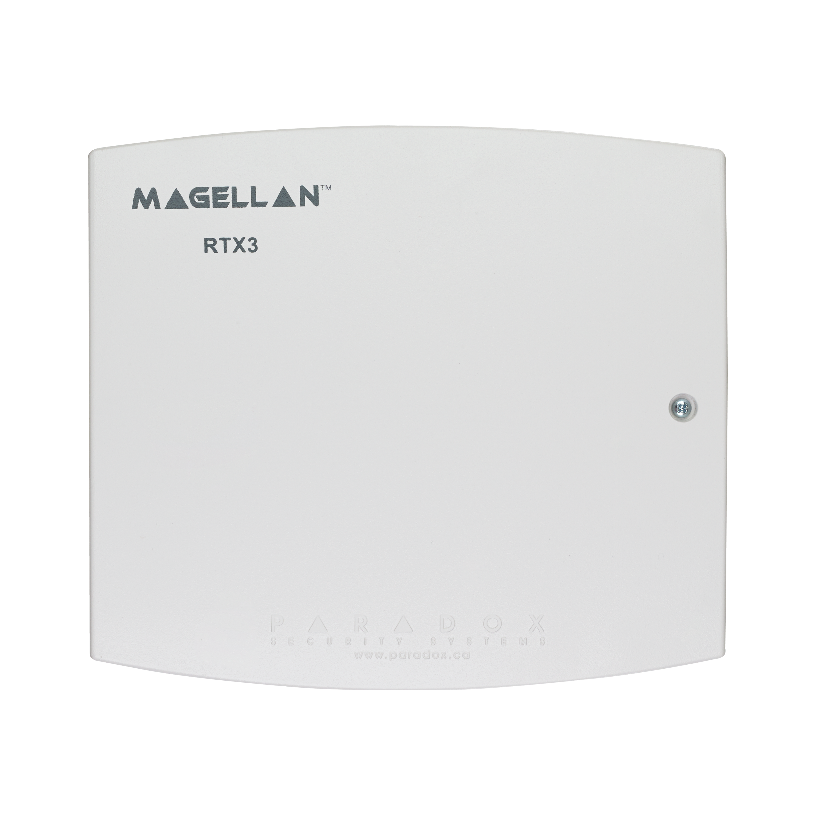 MAGELLAN™
RTX3
PARADOX
SECURITY SYSTEMS
www.paradox.ca